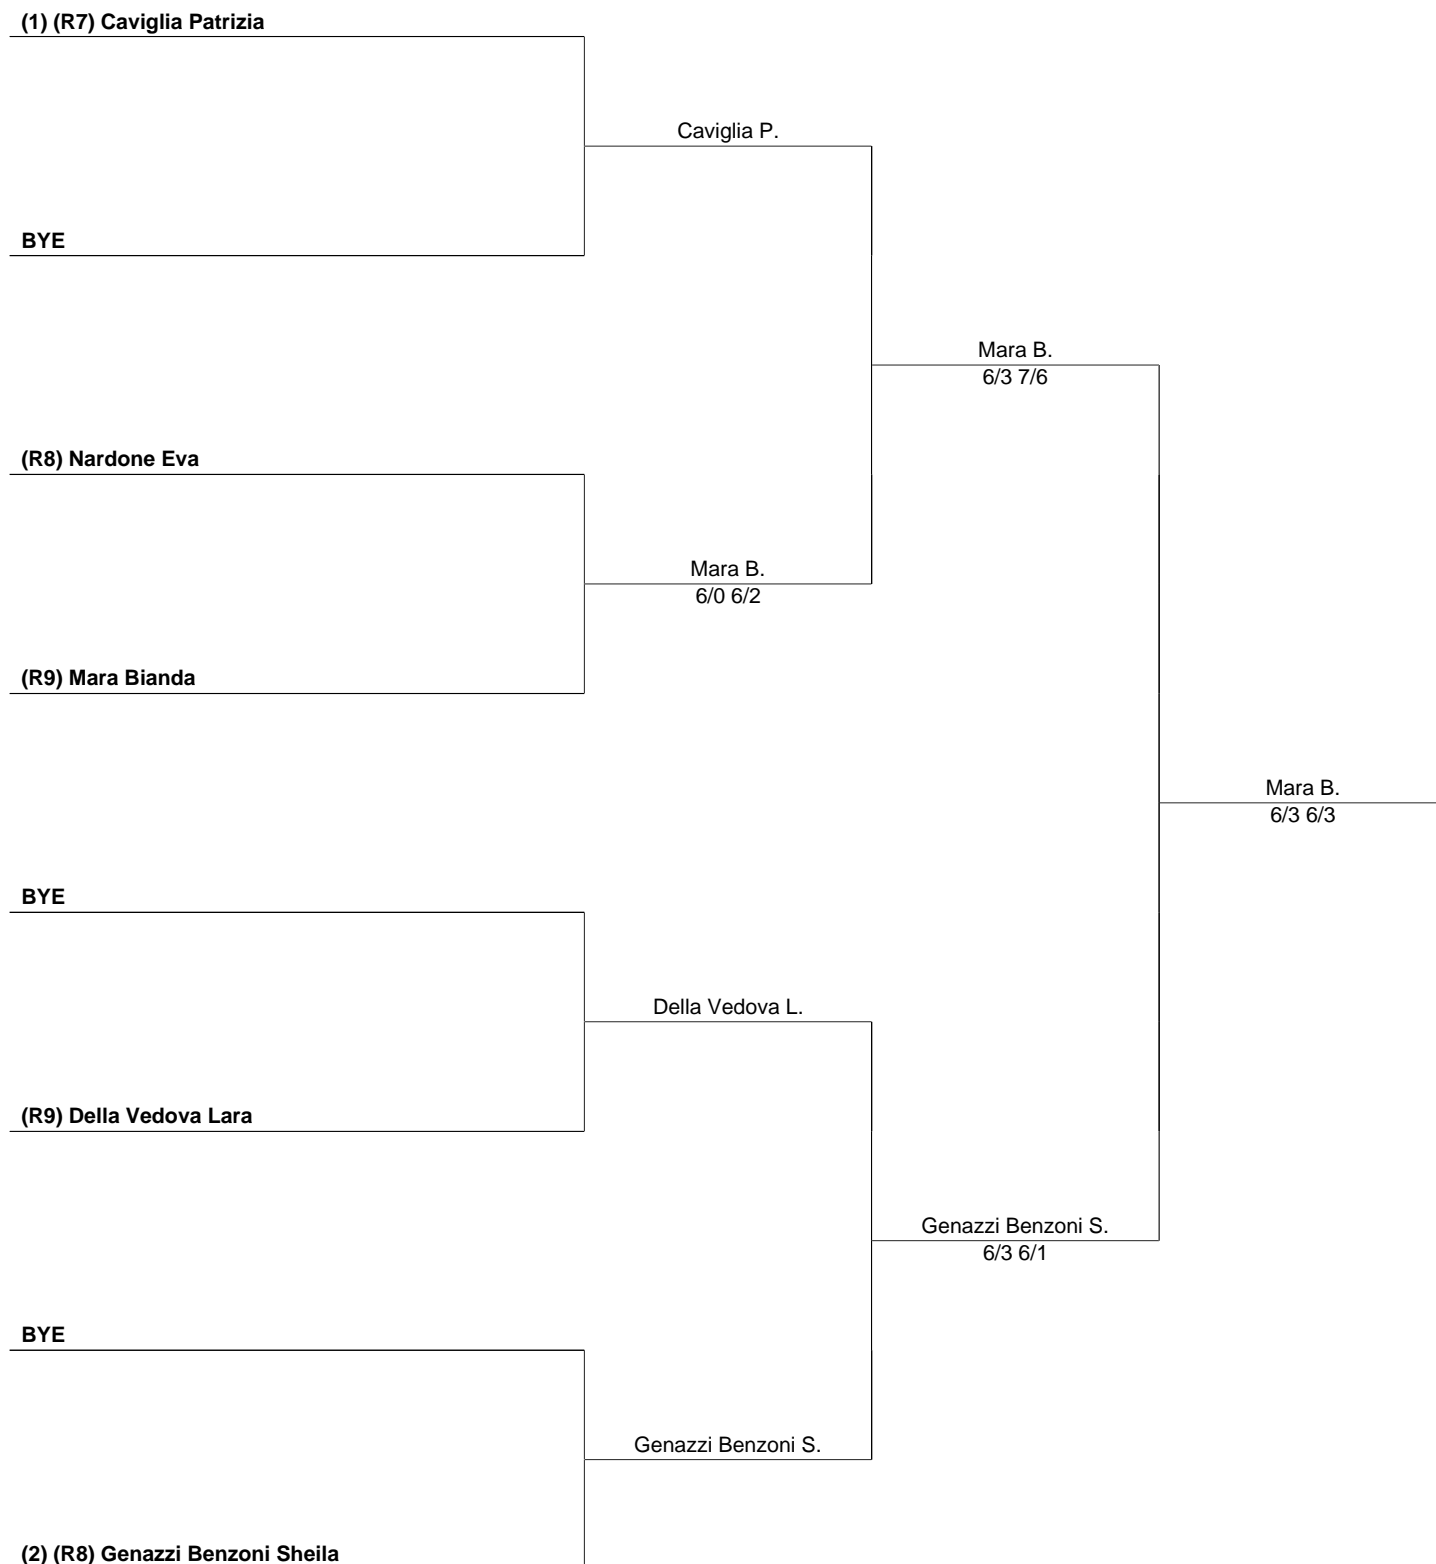 (1) (R7) Caviglia Patrizia
Caviglia P.
BYE
Mara B.
6/3 7/6
(R8) Nardone Eva
Mara B.
6/0 6/2
(R9) Mara Bianda
Mara B.
6/3 6/3
BYE
Della Vedova L.
(R9) Della Vedova Lara
Genazzi Benzoni S.
6/3 6/1
BYE
Genazzi Benzoni S.
(2) (R8) Genazzi Benzoni Sheila